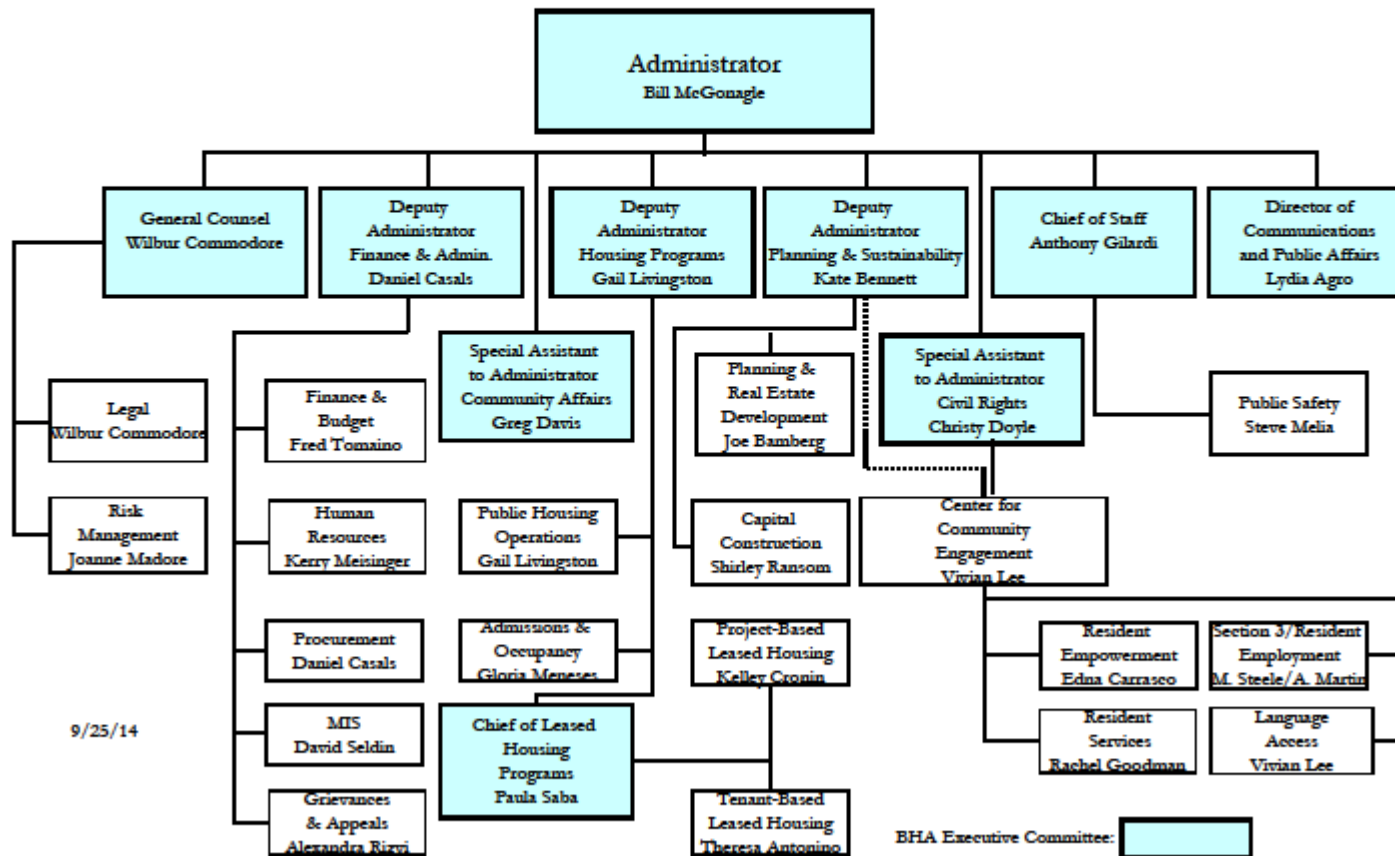 Administrator
Bill McGonagle
General Counsel
Wilbur Commodore
Deputy
Administrator
Finance & Admin.
Daniel Casals
Deputy
Administrator
Housing Programs
Gail Livingston
Deputy
Administrator
Planning & Sustainability
Kate Bennett
Chief of Staff
Anthony Gilardi
Director of
Communications
and Public Affairs
Lydia Agro
Special Assistant
to Administrator
Community Affairs
Greg Davis
Planning &
Real Estate
Development
Joe Bamberg
Special Assistant
to Administrator
Civil Rights
Christy Doyle
Legal
Wilbur Commodore
Finance &
Budget
Fred Tomaino
Public Safety
Steve Melia
Risk
Management
Joanne Madore
Human
Resources
Kerry Meisinger
Public Housing
Operations
Gail Livingston
Capital
Construction
Shirley Ransom
Center for
Community
Engagement
Vivian Lee
Procurement
Daniel Casals
Admissions &
Occupancy
Gloria Meneses
Project-Based
Leased Housing
Kelley Cronin
Resident
Empowerment
Edna Carrasco
Section 3/Resident
Employment
M. Steele/A. Martin
9/25/14
MIS
David Seldin
Chief of Leased
Housing
Programs
Paula Saba
Resident
Services
Rachel Goodman
Language
Access
Vivian Lee
Grievances
& Appeals
Alexandra Rizvi
Tenant-Based
Leased Housing
Theresa Antonino
BHA Executive Committee: